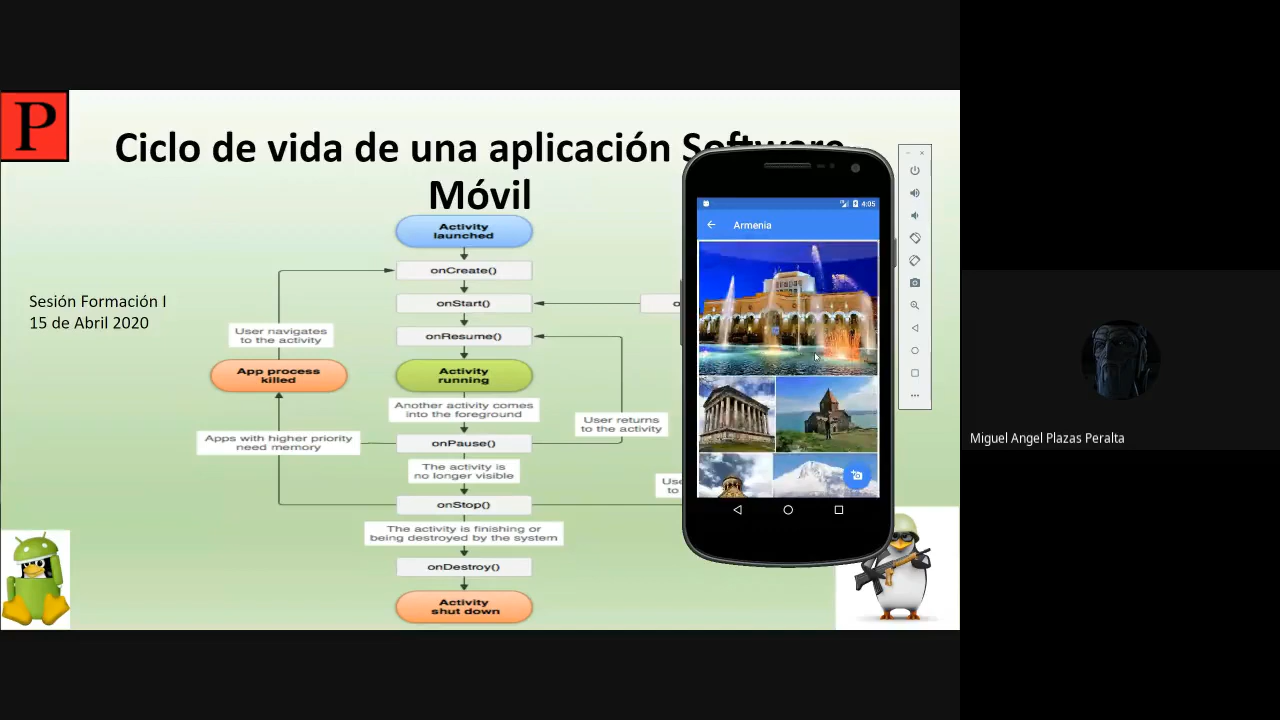 P
Ciclo de vida de una aplicación Software
Móvil
Sesión Formación I
15 de Abril 2020
Activity
launched
onCreate()
onStart()
onResume()
User navigates
to the activity
App process
killed
Activity
running
Another activity comes
into the foreground
User returns
to the activity
Apps with higher priority
need memory
onPause()
The activity is
no longer visible
onStop()
to
The activity is finishing or
being destroyed by the system
onDestroy()
Activity
shut down
4:05
Armenia
Miguel Angel Plazas Peralta